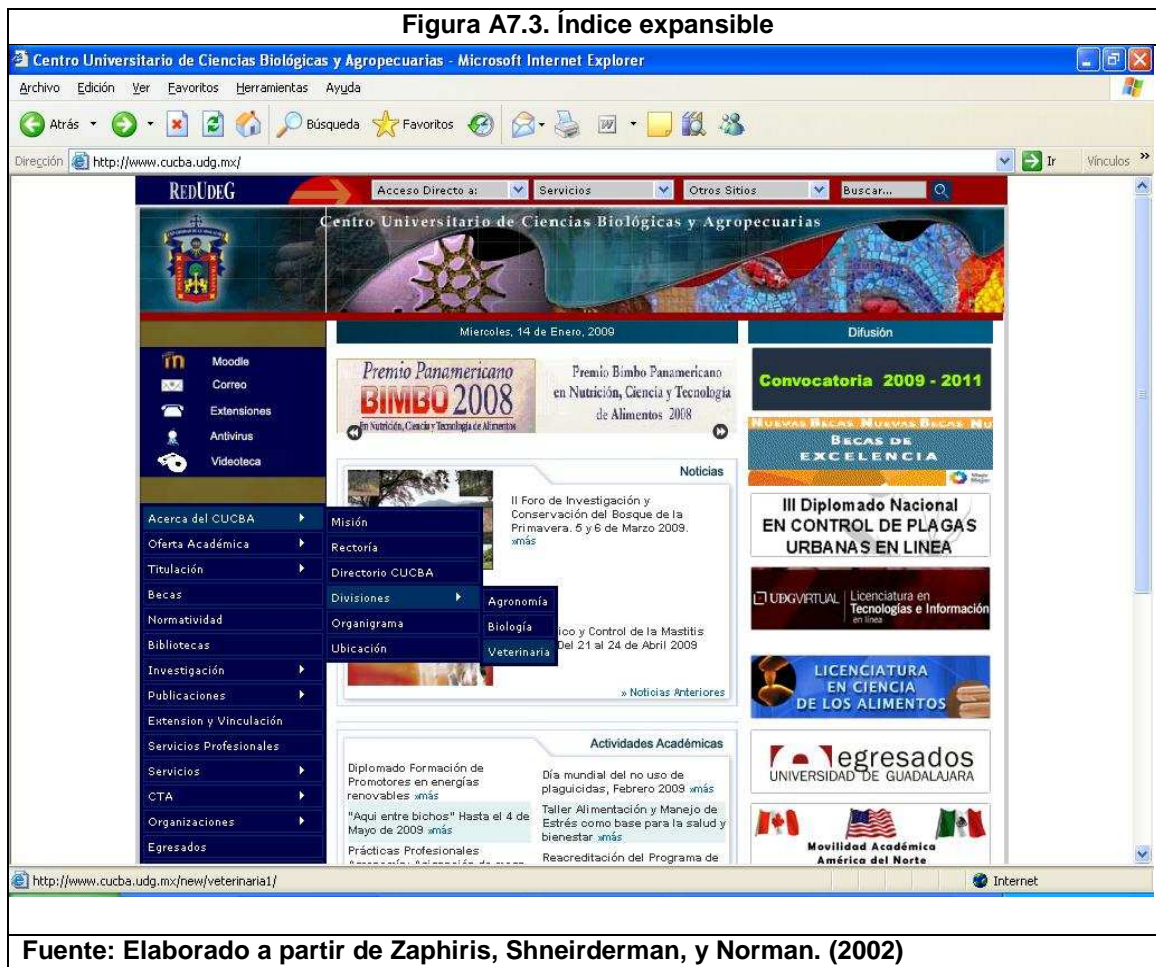 Figura A7.3. Índice expansible
Centro Universitario de Ciencias Biológicas y Agropecuarias - Microsoft Internet Explorer
Archivo Edición Ver Favoritos Herramientas Ayuda
Atrás Búsqueda Favoritos
Dirección http://www.cucba.udg.mx/ Ir Vínculos »
REDUDEG Acceso Directo a: Servicios Otros Sitios Buscar...
Centro Universitario de Ciencias Biológicas y Agropecuarias
Miercoles, 14 de Enero, 2009
Difusión
Moodle
Correo
Extensiones
Antivirus
Videoteca
Acerca del CUCBA
Oferta Académica
Titulación
Becas
Normatividad
Bibliotecas
Investigación
Publicaciones
Extension y Vinculación
Servicios Profesionales
Servicios
CTA
Organizaciones
Egresados
Misión
Rectoría
Directorio CUCBA
Divisiones
Organigrama
Ubicación
Agronomía
Biología
Veterinaria
Premio Panamericano
BIMBO 2008
en Nutrición, Ciencia y Tecnología de Alimentos
Premio Bimbo Panamericano
en Nutrición, Ciencia y Tecnologia
de Alimentos 2008
Noticias
II Foro de Investigación y
Conservación del Bosque de la
Primavera. 5 y 6 de Marzo 2009.
»más
ico y Control de la Mastitis
Del 21 al 24 de Abril 2009
» Noticias Anteriores
Actividades Académicas
Diplomado Formación de
Promotores en energías
renovables »más
"Aqui entre bichos" Hasta el 4 de
Mayo de 2009 »más
Prácticas Profesionales
Día mundial del no uso de
plaguicidas, Febrero 2009 »más
Taller Alimentación y Manejo de
Estrés como base para la salud y
bienestar »más
Reacreditación del Programa de
Convocatoria 2009 - 2011
NUEVAS BECAS NUEVAS BECAS NU
BECAS DE
EXCELENCIA
III Diplomado Nacional
EN CONTROL DE PLAGAS
URBANAS EN LINEA
UDGVIRTUAL Licenciatura en
Tecnologías e Información
en línea
LICENCIATURA
EN CIENCIA
DE LOS ALIMENTOS
egresados
UNIVERSIDAD DE GUADALAJARA
Movilidad Académica
América del Norte
http://www.cucba.udg.mx/new/veterinaria1/ Internet
Fuente: Elaborado a partir de Zaphiris, Shneirderman, y Norman. (2002)